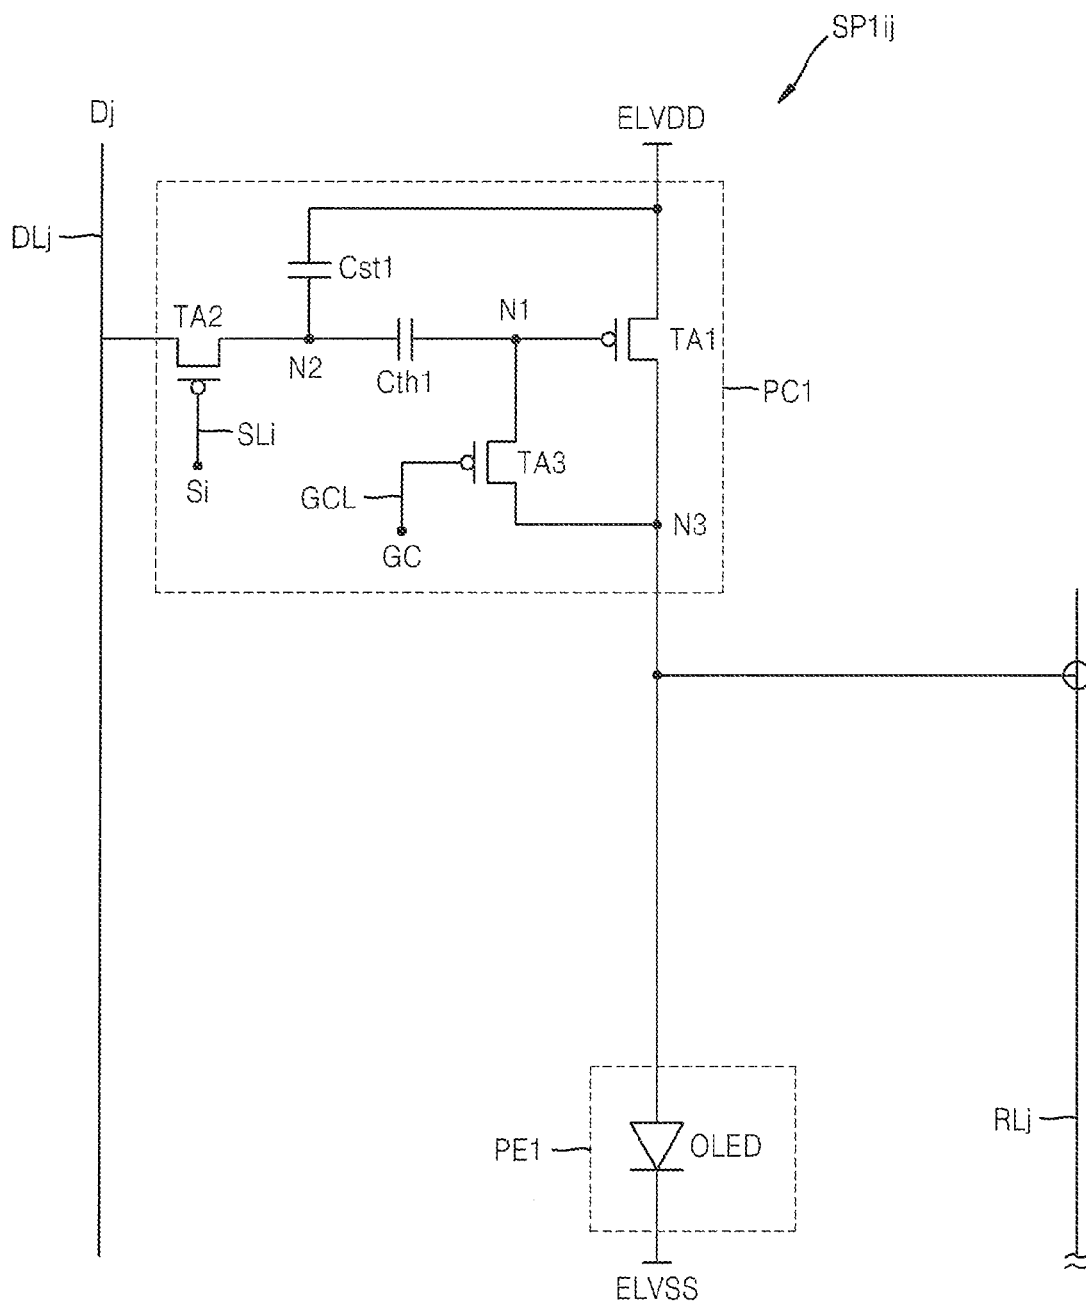 SP1ij
Dj
ELVDD
DLj
Cst1
TA2
N1
TA1
N2
Cth1
PC1
SLi
TA3
GCL
Si
N3
GC
RLj
PE1
OLED
ELVSS